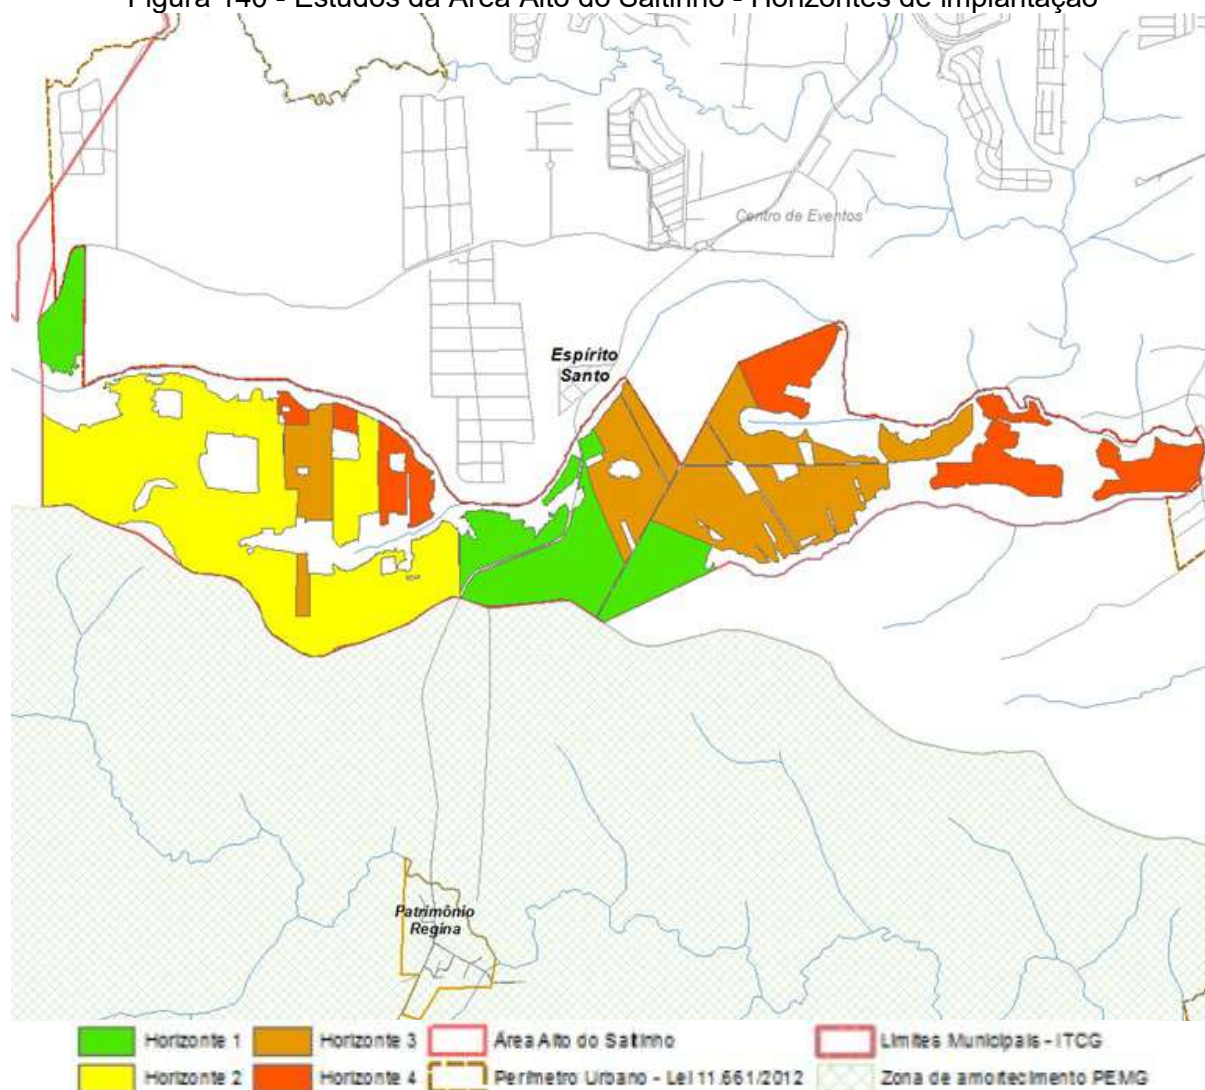 Figura 140 - Estudos da Área Alto do Saltinho - Horizontes de Implantação
Centro de Eventos
Espírito
Santo
Patrimônio
Regina
Horizonte 1
Horizonte 3
Área Alto do Saltinho
Limites Municipais - ITCG
Horizonte 2
Horizonte 4
Perímetro Urbano - Lei 11.661/2012
Zona de amortecimento PEMG